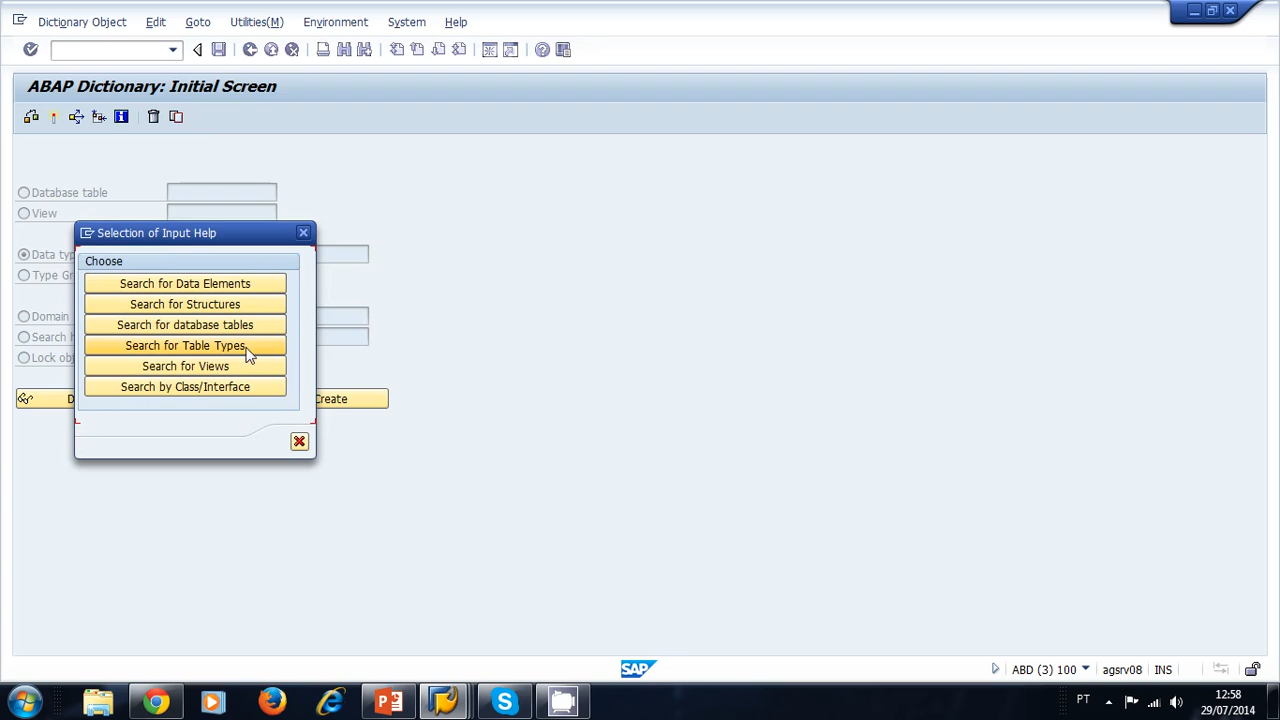 Dictionary Object Edit Goto Utilities(M) Environment System Help
ABAP Dictionary: Initial Screen
Database table
View
Selection of Input Help
Choose
Data
Search for Data Elements
Type
Search for Structures
Domain
Search for database tables
Search
Search for Table Types
Lock
Search for Views
Search by Class/Interface
D
Create
SAP
ABD (3) 100 agsrv08 INS
PT
12:58
29/07/2014